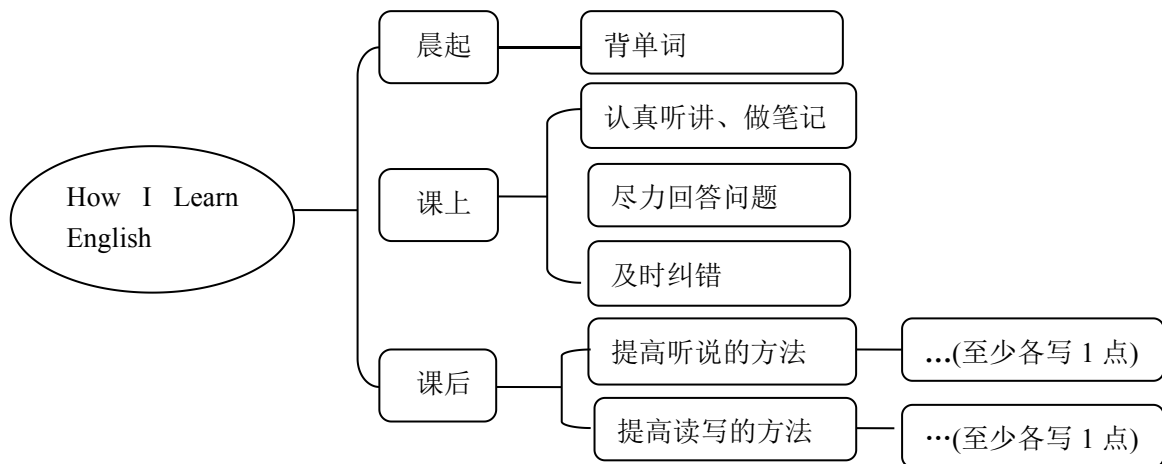 How I Learn
English
晨起
背单词
课上
认真听讲、做笔记
尽力回答问题
及时纠错
课后
提高听说的方法
…(至少各写 1 点)
提高读写的方法
…(至少各写 1 点)